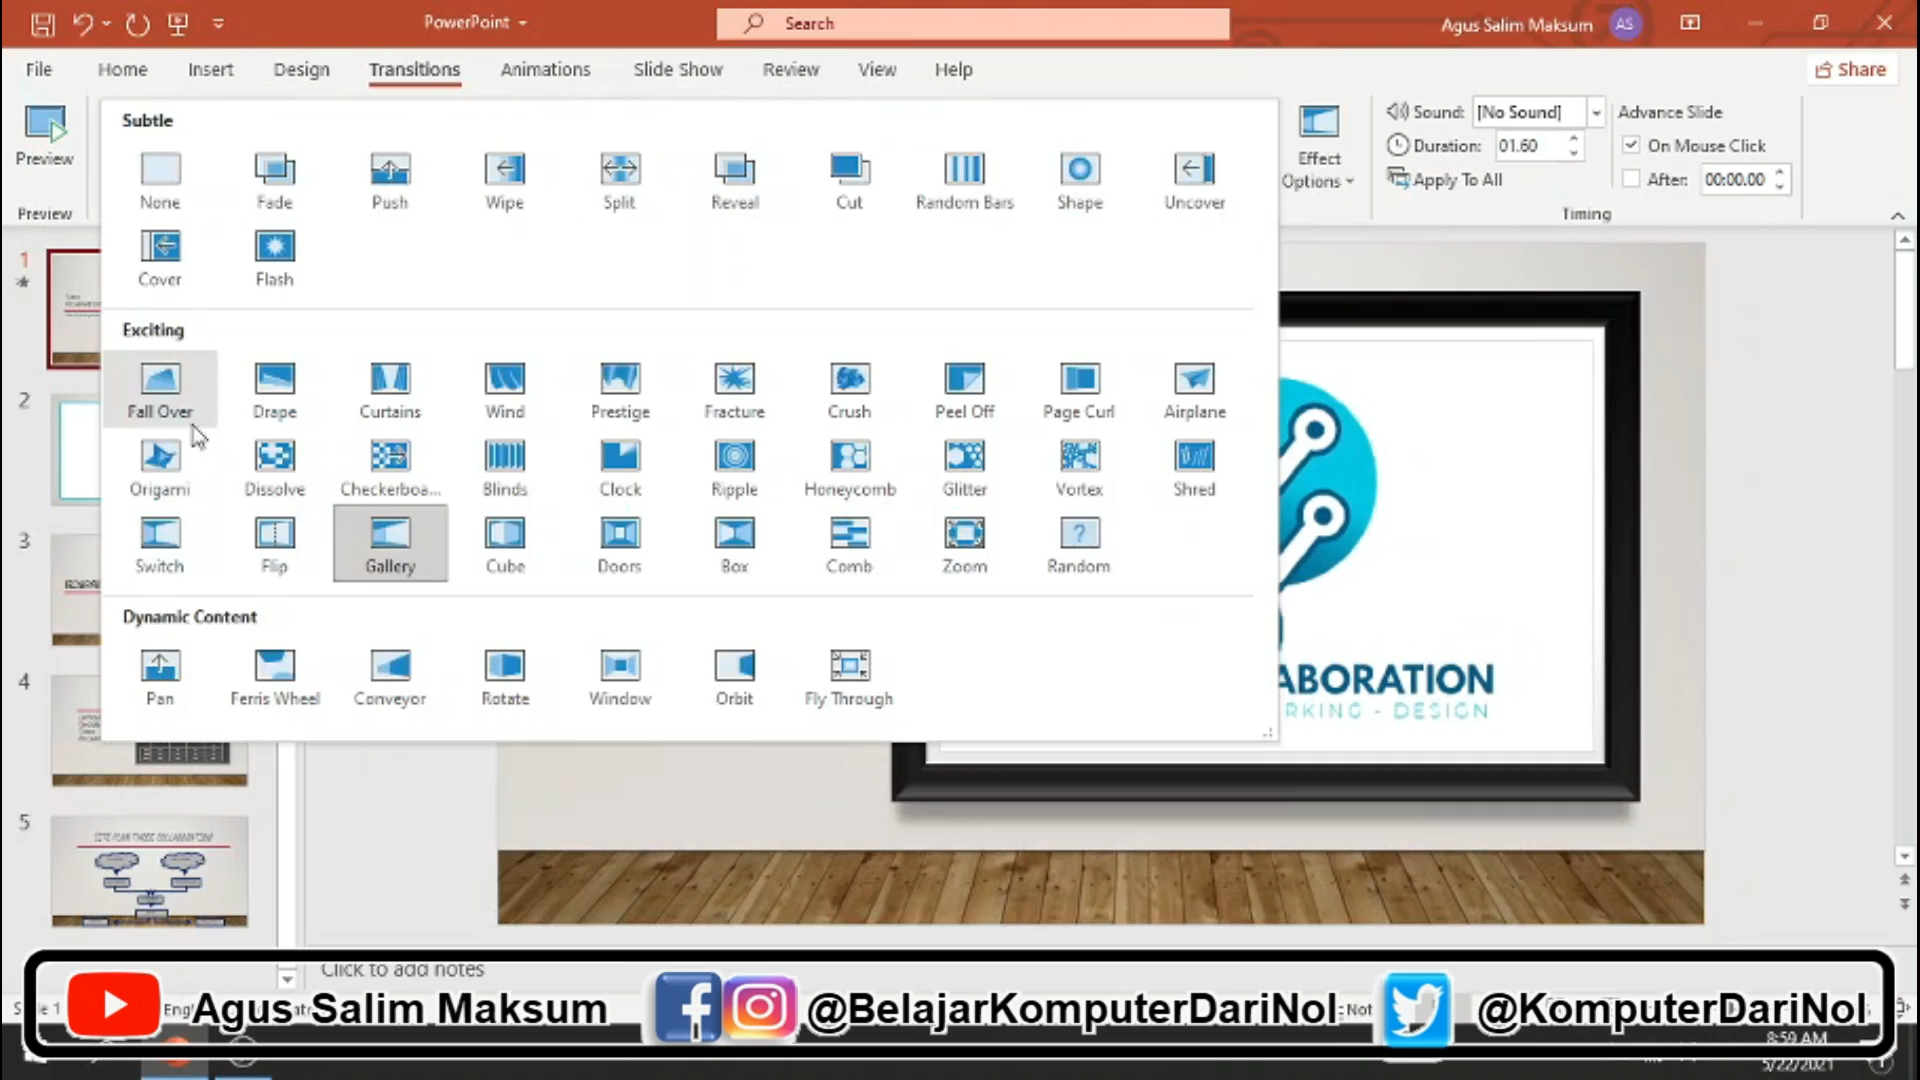 PowerPoint
Search
Agus Salim Maksum
AS
File
Home
Insert
Design
Transitions
Animations
Slide Show
Review
View
Help
Share
Preview
Preview
Subtle
None
Fade
Push
Wipe
Split
Reveal
Cut
Random Bars
Shape
Uncover
Cover
Flash
Exciting
Fall Over
Drape
Curtains
Wind
Prestige
Fracture
Crush
Peel Off
Page Curl
Airplane
Origami
Dissolve
Checkerboa...
Blinds
Clock
Ripple
Honeycomb
Glitter
Vortex
Shred
Switch
Flip
Gallery
Cube
Doors
Box
Comb
Zoom
Random
Dynamic Content
Pan
Ferris Wheel
Conveyor
Rotate
Window
Orbit
Fly Through
Effect
Options
Sound: [No Sound]
Duration: 01.60
Apply To All
Advance Slide
On Mouse Click
After: 00:00.00
Timing
1
2
3
4
5
ABORATION
RKING - DESIGN
Click to add notes
Agus Salim Maksum
@BelajarKomputerDariNol
@KomputerDariNol
8:59 AM
5/22/2021